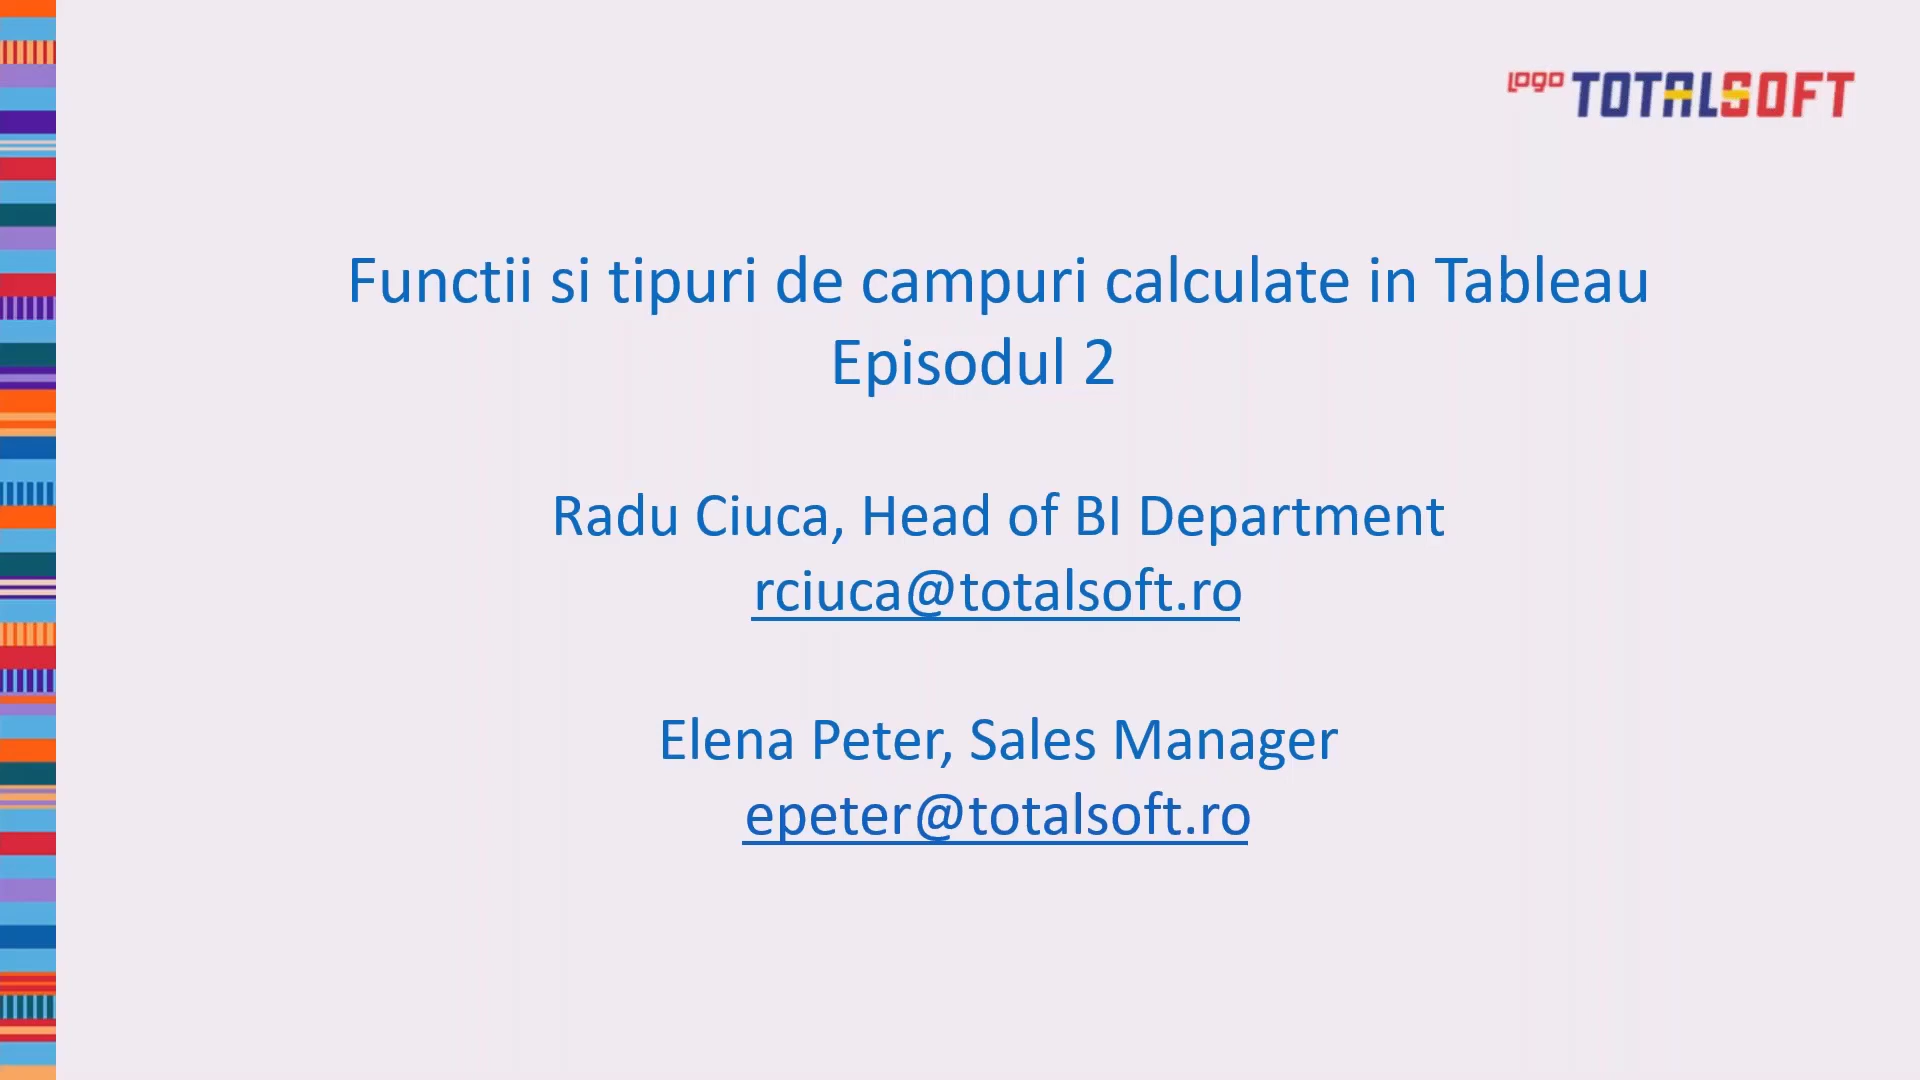 logo TOTALSOFT
Functii si tipuri de campuri calculate in Tableau
Episodul 2
Radu Ciuca, Head of BI Department
rciuca@totalsoft.ro
Elena Peter, Sales Manager
epeter@totalsoft.ro